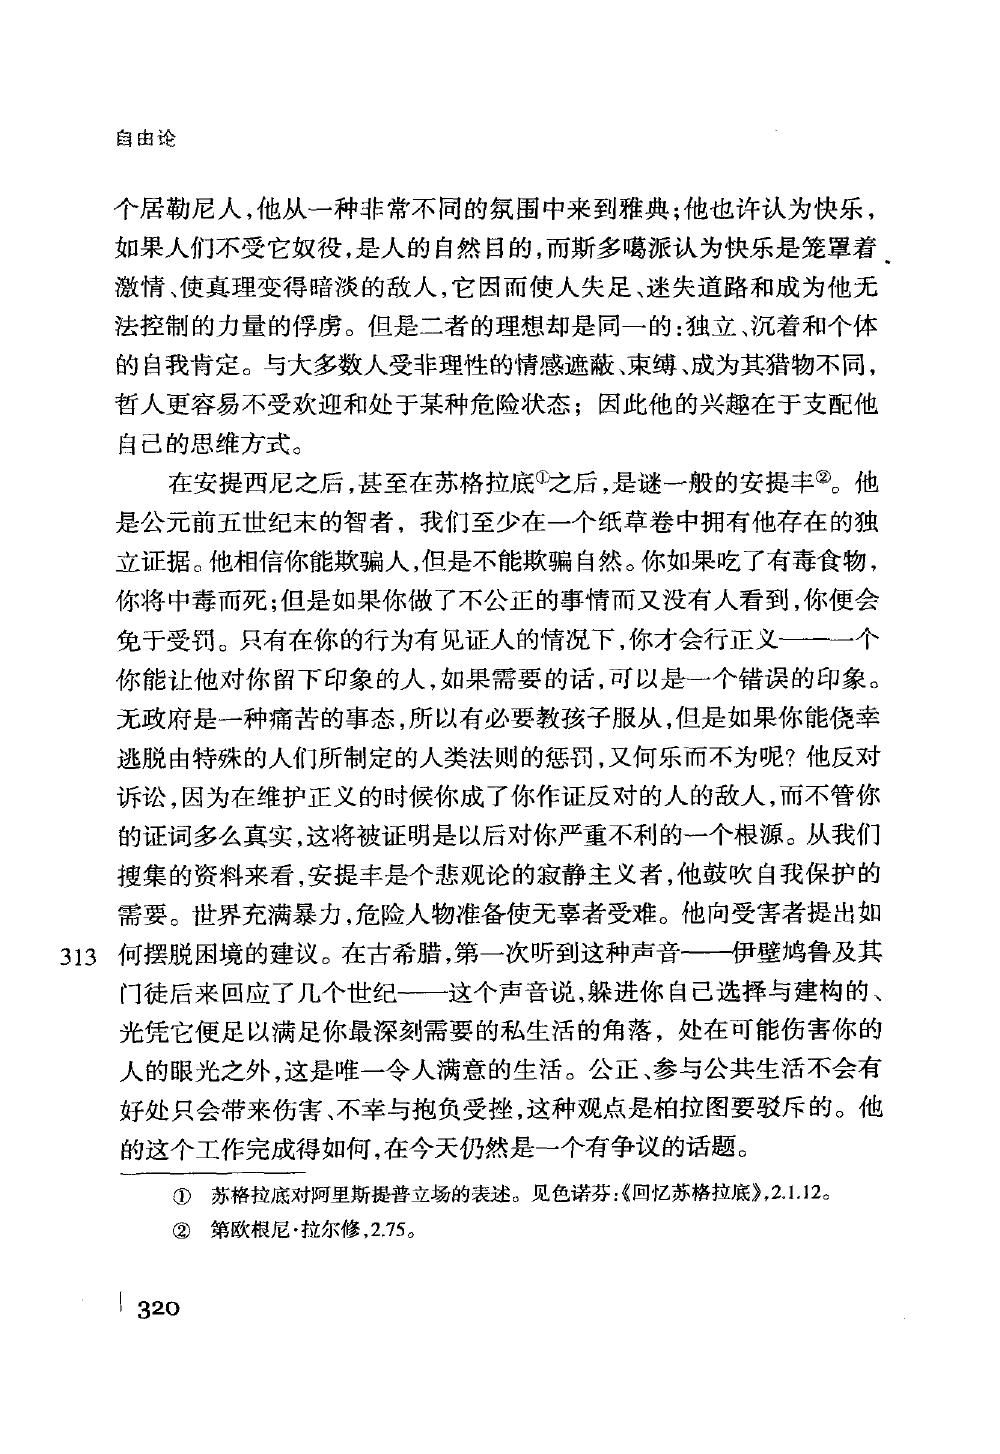 自由论
个居勒尼人,他从一种非常不同的氛围中来到雅典;他也许认为快乐,
如果人们不受它奴役,是人的自然目的,而斯多噶派认为快乐是笼罩着
激情、使真理变得暗淡的敌人,它因而使人失足、迷失道路和成为他无
法控制的力量的俘虏。但是二者的理想却是同一的:独立、沉着和个体
的自我肯定。与大多数人受非理性的情感遮蔽、束缚、成为其猎物不同,
哲人更容易不受欢迎和处于某种危险状态;因此他的兴趣在于支配他
自己的思维方式。
在安提西尼之后,甚至在苏格拉底①之后,是谜一般的安提丰②。他
是公元前五世纪末的智者,我们至少在一个纸草卷中拥有他存在的独
立证据。他相信你能欺骗人,但是不能欺骗自然。你如果吃了有毒食物,
你将中毒而死;但是如果你做了不公正的事情而又没有人看到,你便会
免于受罚。只有在你的行为有见证人的情况下,你才会行正义——一个
你能让他对你留下印象的人,如果需要的话,可以是一个错误的印象。
无政府是一种痛苦的事态,所以有必要教孩子服从,但是如果你能侥幸
逃脱由特殊的人们所制定的人类法则的惩罚,又何乐而不为呢?他反对
诉讼,因为在维护正义的时候你成了你作证反对的人的敌人,而不管你
的证词多么真实,这将被证明是以后对你严重不利的一个根源。从我们
搜集的资料来看,安提丰是个悲观论的寂静主义者,他鼓吹自我保护的
需要。世界充满暴力,危险人物准备使无辜者受难。他向受害者提出如
313 何摆脱困境的建议。在古希腊,第一次听到这种声音——伊壁鸠鲁及其
门徒后来回应了几个世纪——这个声音说,躲进你自己选择与建构的、
光凭它便足以满足你最深刻需要的私生活的角落,处在可能伤害你的
人的眼光之外,这是唯一令人满意的生活。公正、参与公共生活不会有
好处只会带来伤害、不幸与抱负受挫,这种观点是柏拉图要驳斥的。他
的这个工作完成得如何,在今天仍然是一个有争议的话题。
① 苏格拉底对阿里斯提普立场的表述。见色诺芬:《回忆苏格拉底》,2.1.12。
② 第欧根尼·拉尔修,2.75。
320